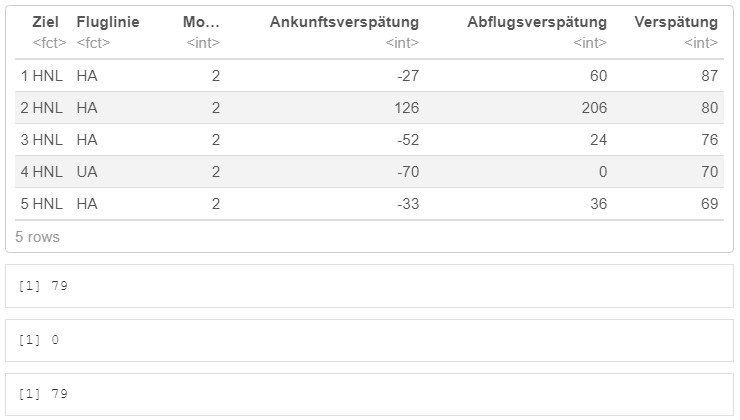 Ziel Fluglinie Mo… Ankunftsverspätung Abflugsverspätung Verspätung
<fct> <fct> <int> <int> <int> <int>
1 HNL HA 2 -27 60 87
2 HNL HA 2 126 206 80
3 HNL HA 2 -52 24 76
4 HNL UA 2 -70 0 70
5 HNL HA 2 -33 36 69
5 rows
[1] 79
[1] 0
[1] 79